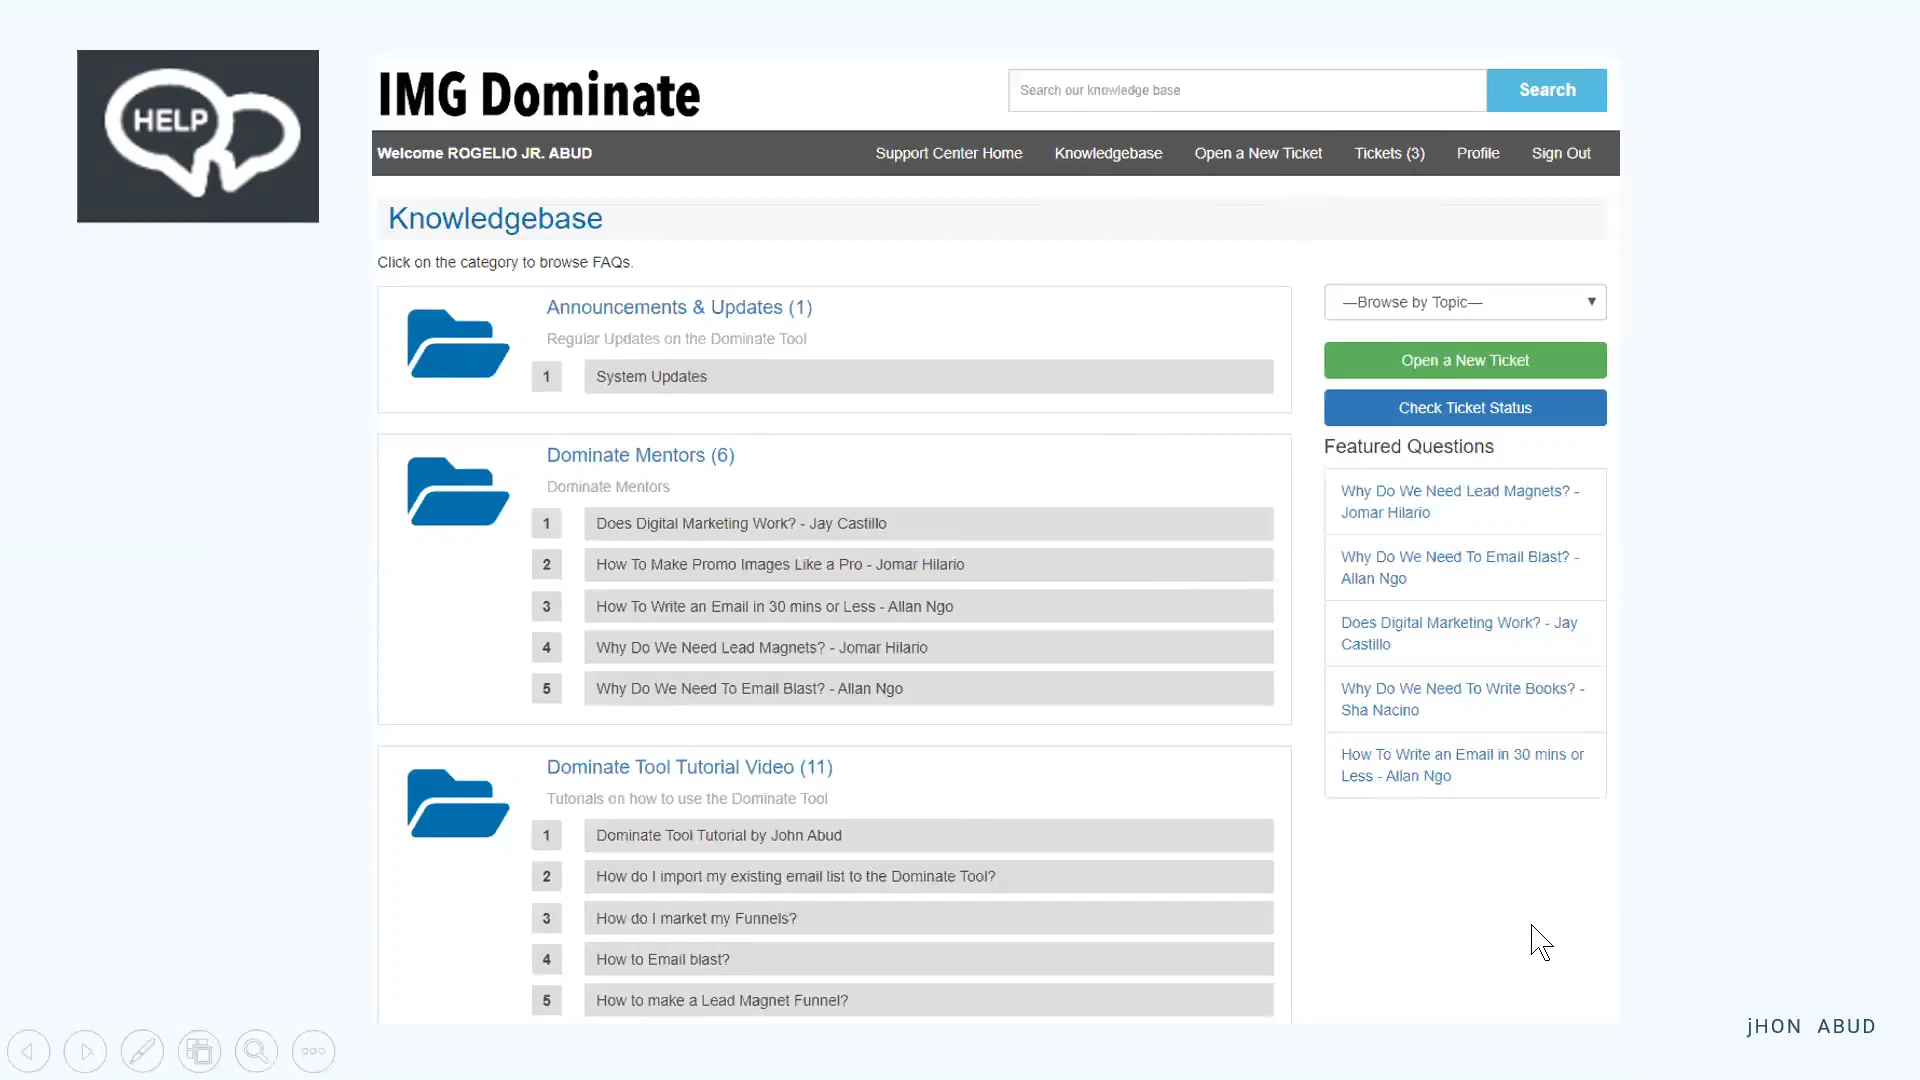 HELP
IMG Dominate
Search our knowledge base
Search
Welcome ROGELIO JR. ABUD
Support Center Home
Knowledgebase
Open a New Ticket
Tickets (3)
Profile
Sign Out
Knowledgebase
Click on the category to browse FAQs.
Announcements & Updates (1)
Regular Updates on the Dominate Tool
1 System Updates
Dominate Mentors (6)
Dominate Mentors
1 Does Digital Marketing Work? - Jay Castillo
2 How To Make Promo Images Like a Pro - Jomar Hilario
3 How To Write an Email in 30 mins or Less - Allan Ngo
4 Why Do We Need Lead Magnets? - Jomar Hilario
5 Why Do We Need To Email Blast? - Allan Ngo
Dominate Tool Tutorial Video (11)
Tutorials on how to use the Dominate Tool
1 Dominate Tool Tutorial by John Abud
2 How do I import my existing email list to the Dominate Tool?
3 How do I market my Funnels?
4 How to Email blast?
5 How to make a Lead Magnet Funnel?
—Browse by Topic—
Open a New Ticket
Check Ticket Status
Featured Questions
Why Do We Need Lead Magnets? -
Jomar Hilario
Why Do We Need To Email Blast? -
Allan Ngo
Does Digital Marketing Work? - Jay
Castillo
Why Do We Need To Write Books? -
Sha Nacino
How To Write an Email in 30 mins or
Less - Allan Ngo
jHON ABUD